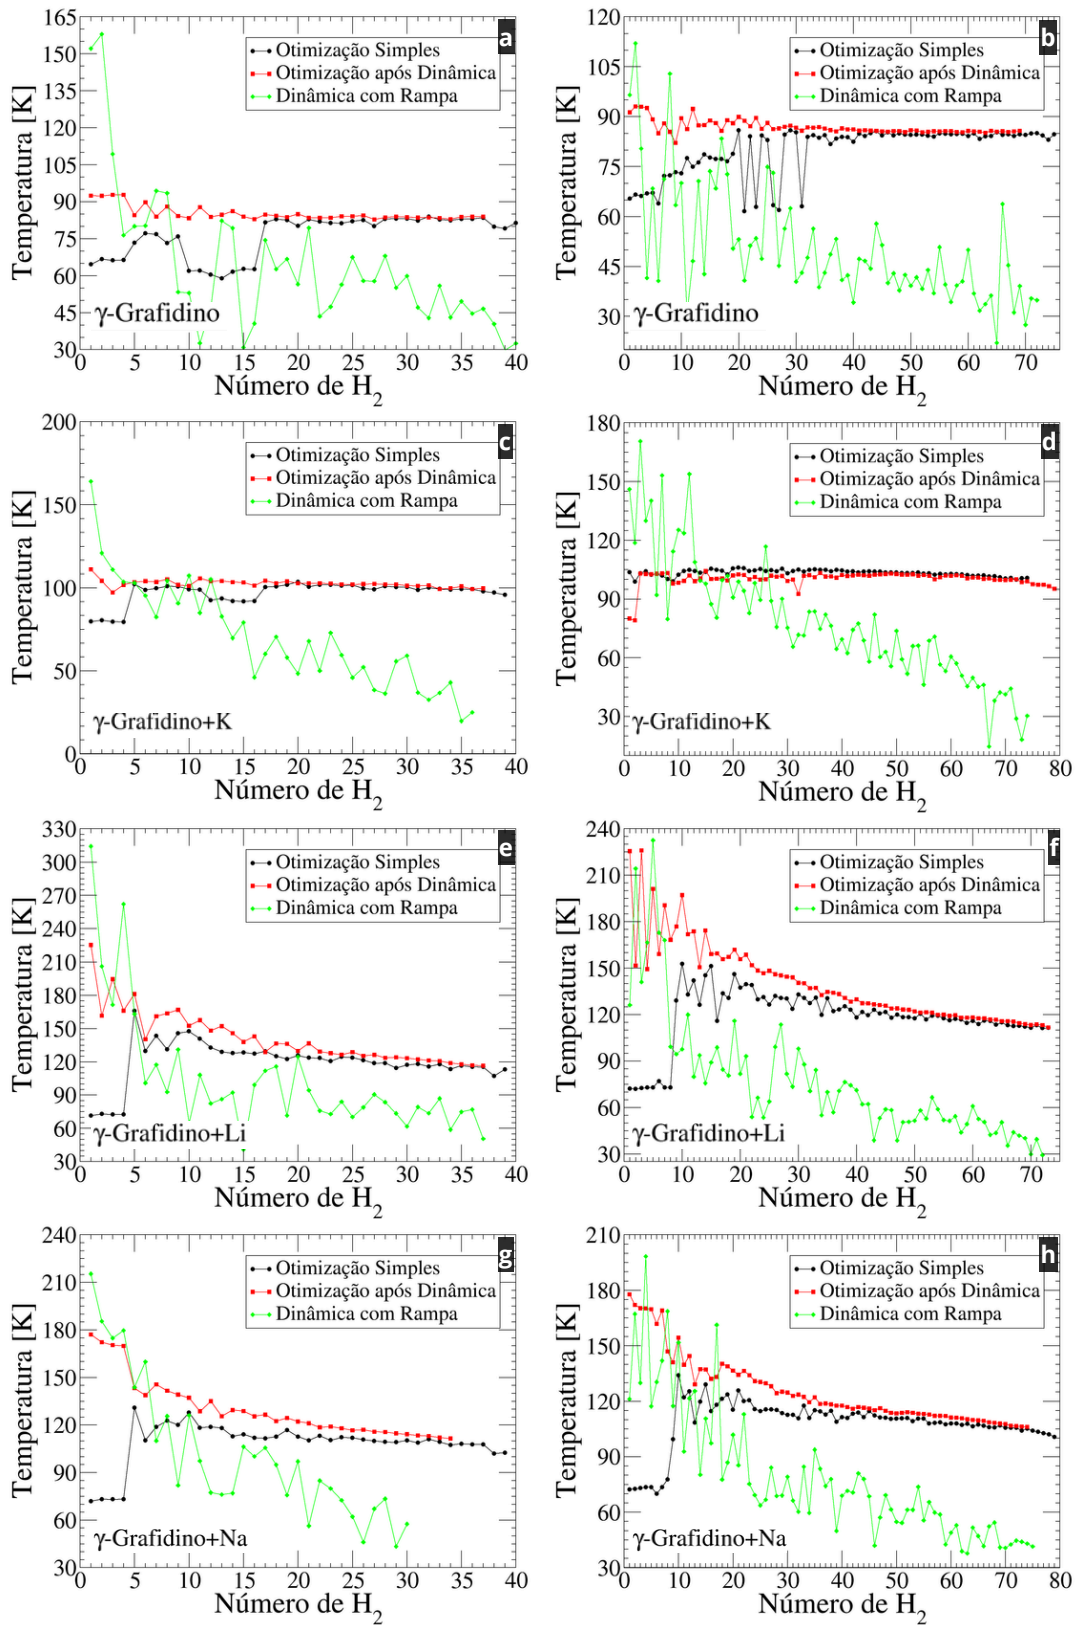 a
165
150
135
120
105
90
75
60
45
30
Temperatura [K]
Otimização Simples
Otimização após Dinâmica
Dinâmica com Rampa
γ-Grafidino
0 5 10 15 20 25 30 35 40
Número de H2
b
120
105
90
75
60
45
30
Temperatura [K]
Otimização Simples
Otimização após Dinâmica
Dinâmica com Rampa
γ-Grafidino
0 10 20 30 40 50 60 70
Número de H2
c
200
150
100
50
0
Temperatura [K]
Otimização Simples
Otimização após Dinâmica
Dinâmica com Rampa
γ-Grafidino+K
0 5 10 15 20 25 30 35 40
Número de H2
d
180
150
120
90
60
30
Temperatura [K]
Otimização Simples
Otimização após Dinâmica
Dinâmica com Rampa
γ-Grafidino+K
0 10 20 30 40 50 60 70 80
Número de H2
e
330
300
270
240
210
180
150
120
90
60
30
Temperatura [K]
Otimização Simples
Otimização após Dinâmica
Dinâmica com Rampa
γ-Grafidino+Li
0 5 10 15 20 25 30 35 40
Número de H2
f
240
210
180
150
120
90
60
30
Temperatura [K]
Otimização Simples
Otimização após Dinâmica
Dinâmica com Rampa
γ-Grafidino+Li
0 10 20 30 40 50 60 70
Número de H2
g
240
210
180
150
120
90
60
30
Temperatura [K]
Otimização Simples
Otimização após Dinâmica
Dinâmica com Rampa
γ-Grafidino+Na
0 5 10 15 20 25 30 35 40
Número de H2
h
210
180
150
120
90
60
30
Temperatura [K]
Otimização Simples
Otimização após Dinâmica
Dinâmica com Rampa
γ-Grafidino+Na
0 10 20 30 40 50 60 70 80
Número de H2